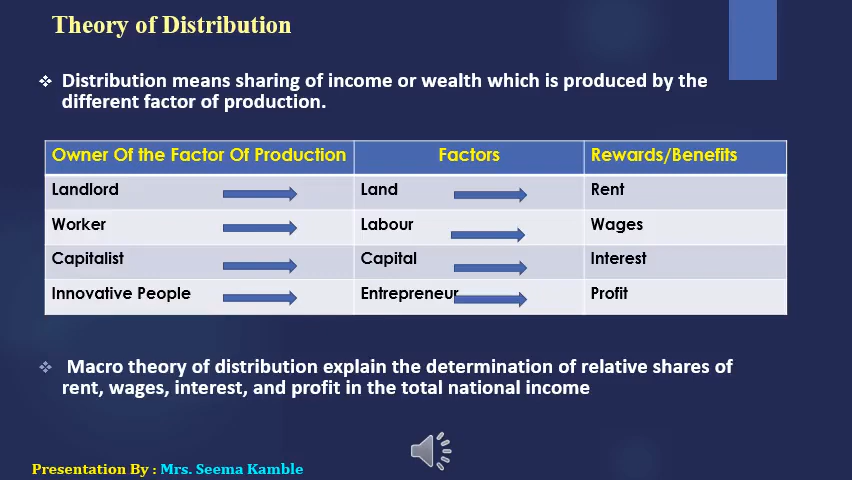 Theory of Distribution
Distribution means sharing of income or wealth which is produced by the
different factor of production.
Owner Of the Factor Of Production Factors Rewards/Benefits
Landlord Land Rent
Worker Labour Wages
Capitalist Capital Interest
Innovative People Entrepreneur Profit
Macro theory of distribution explain the determination of relative shares of
rent, wages, interest, and profit in the total national income
Presentation By : Mrs. Seema Kamble